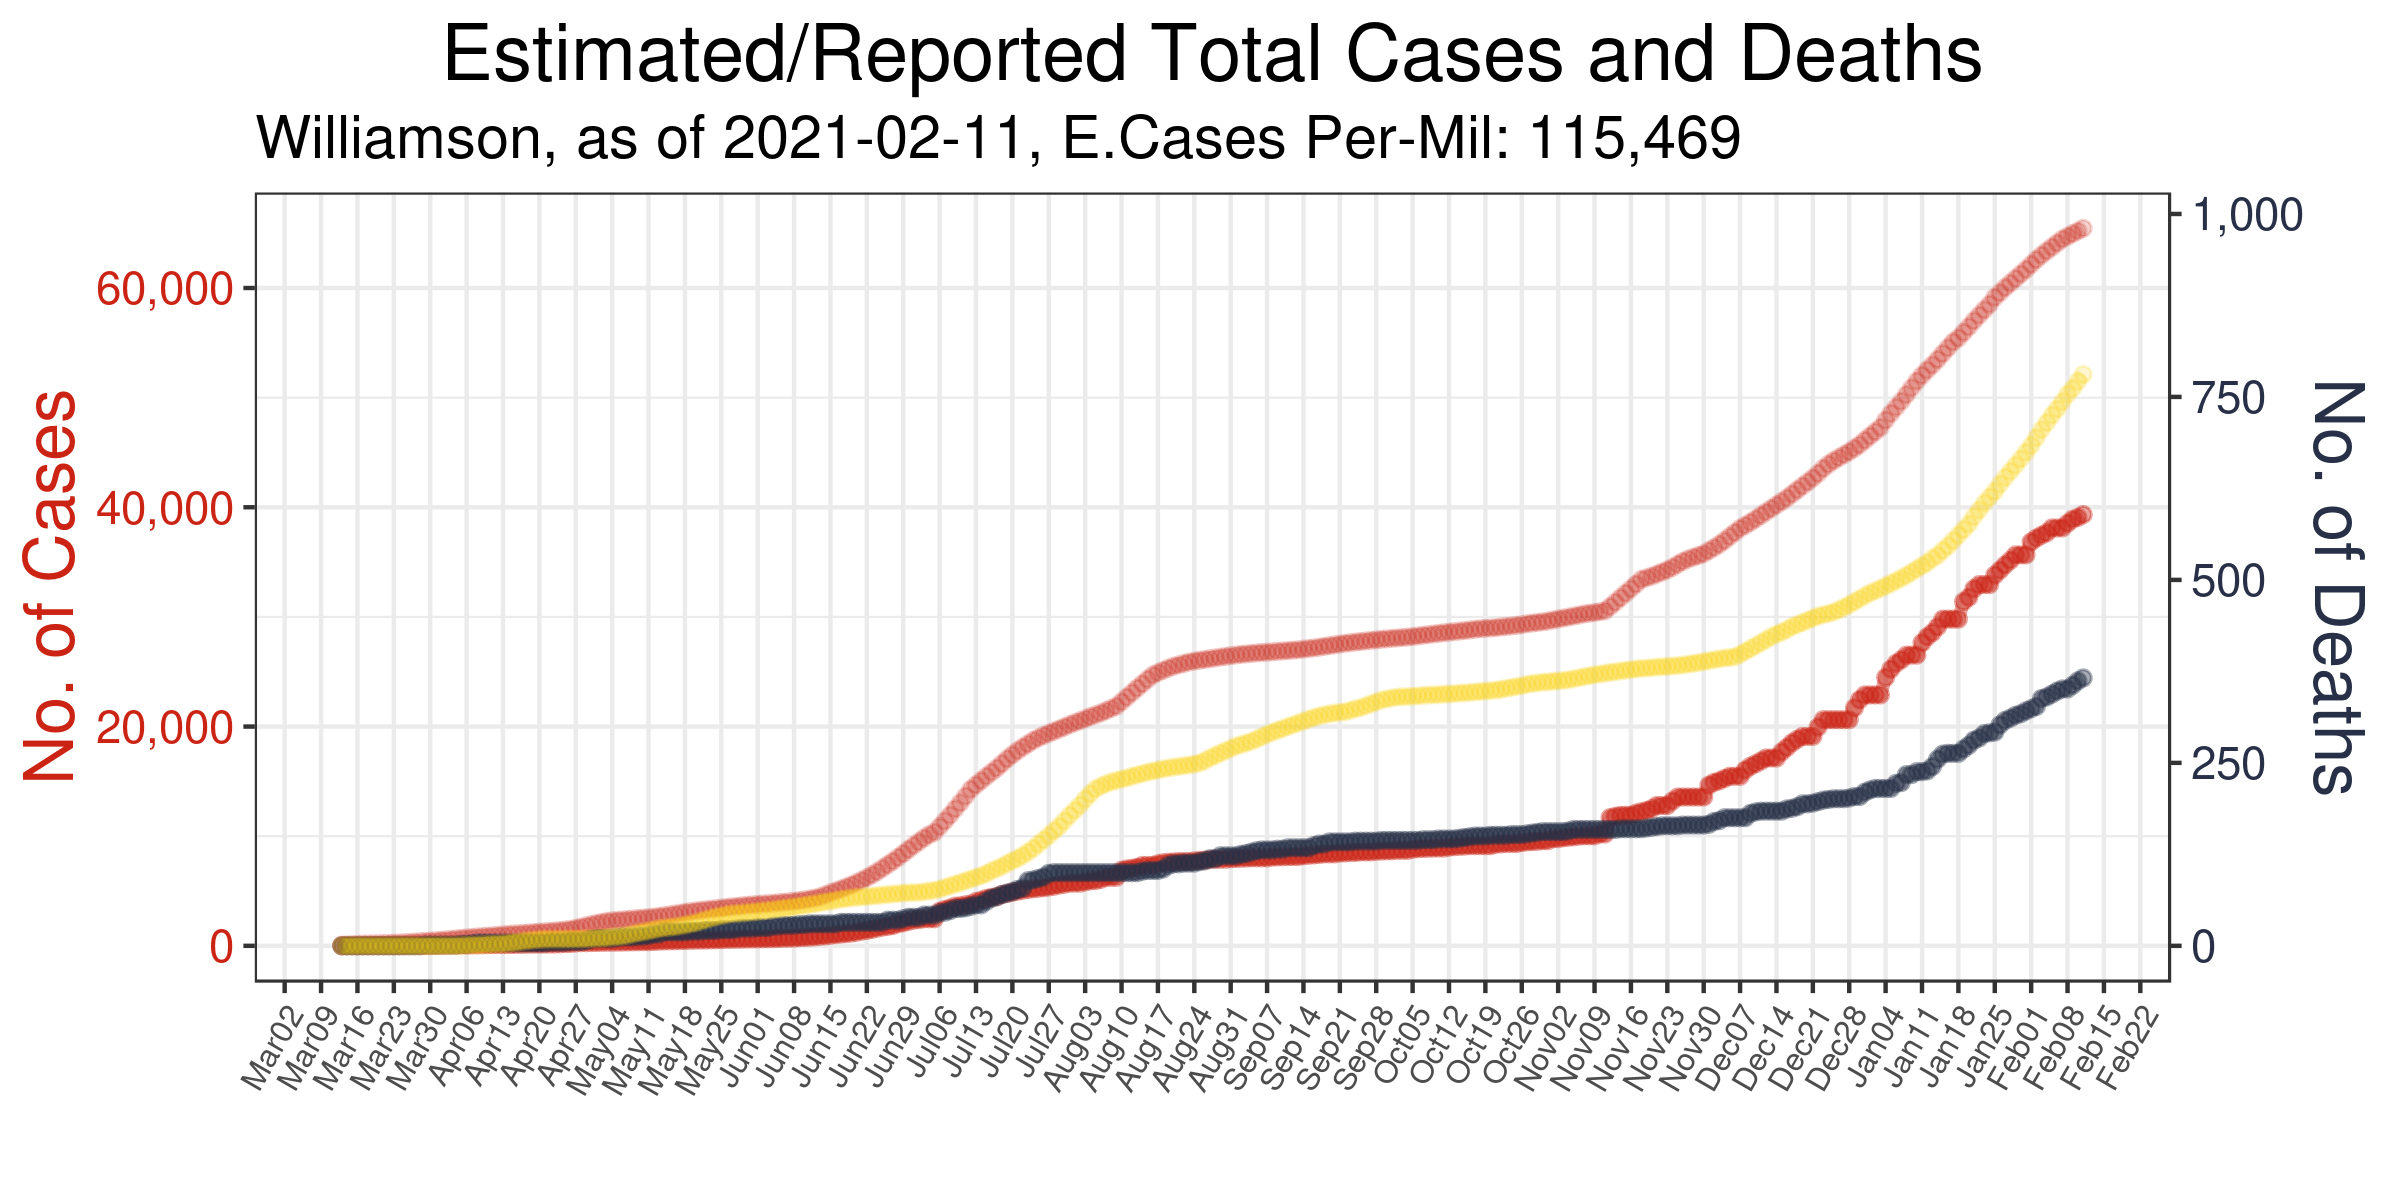 Estimated/Reported Total Cases and Deaths
Williamson, as of 2021-02-11, E.Cases Per-Mil: 115,469
No. of Cases
60,000
40,000
20,000
0
1,000
750
500
250
0
No. of Deaths
Mar02
Mar09
Mar16
Mar23
Mar30
Apr06
Apr13
Apr20
Apr27
May04
May11
May18
May25
Jun01
Jun08
Jun15
Jun22
Jun29
Jul06
Jul13
Jul20
Jul27
Aug03
Aug10
Aug17
Aug24
Aug31
Sep07
Sep14
Sep21
Sep28
Oct05
Oct12
Oct19
Oct26
Nov02
Nov09
Nov16
Nov23
Nov30
Dec07
Dec14
Dec21
Dec28
Jan04
Jan11
Jan18
Jan25
Feb01
Feb08
Feb15
Feb22